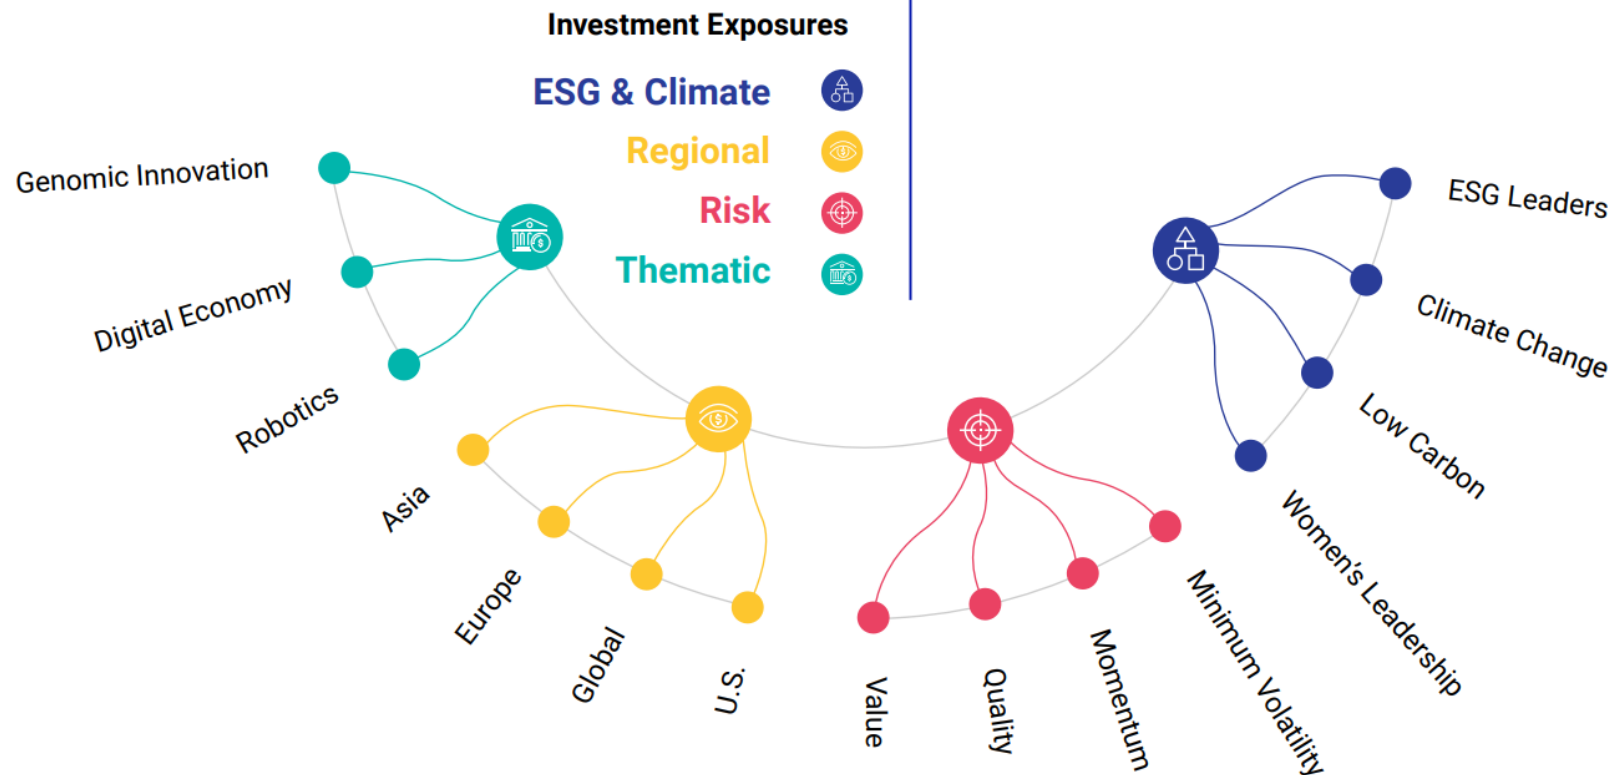 Investment Exposures
ESG & Climate
Regional
Risk
Thematic
Genomic Innovation
Digital Economy
Robotics
Asia
Europe
Global
U.S.
Value
Quality
Momentum
Minimum Volatility
Women's Leadership
Low Carbon
Climate Change
ESG Leaders